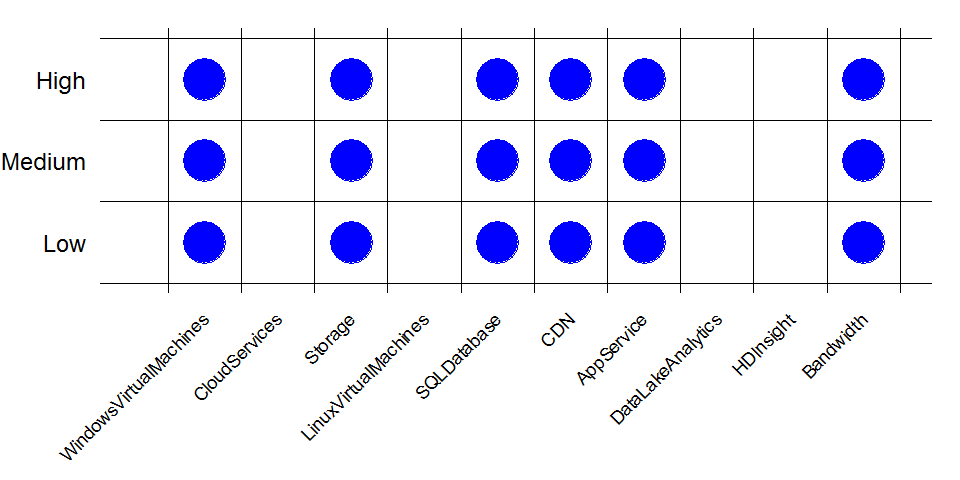 High
Medium
Low
WindowsVirtualMachines
CloudServices
Storage
LinuxVirtualMachines
SQLDatabase
CDN
AppService
DataLakeAnalytics
HDInsight
Bandwidth